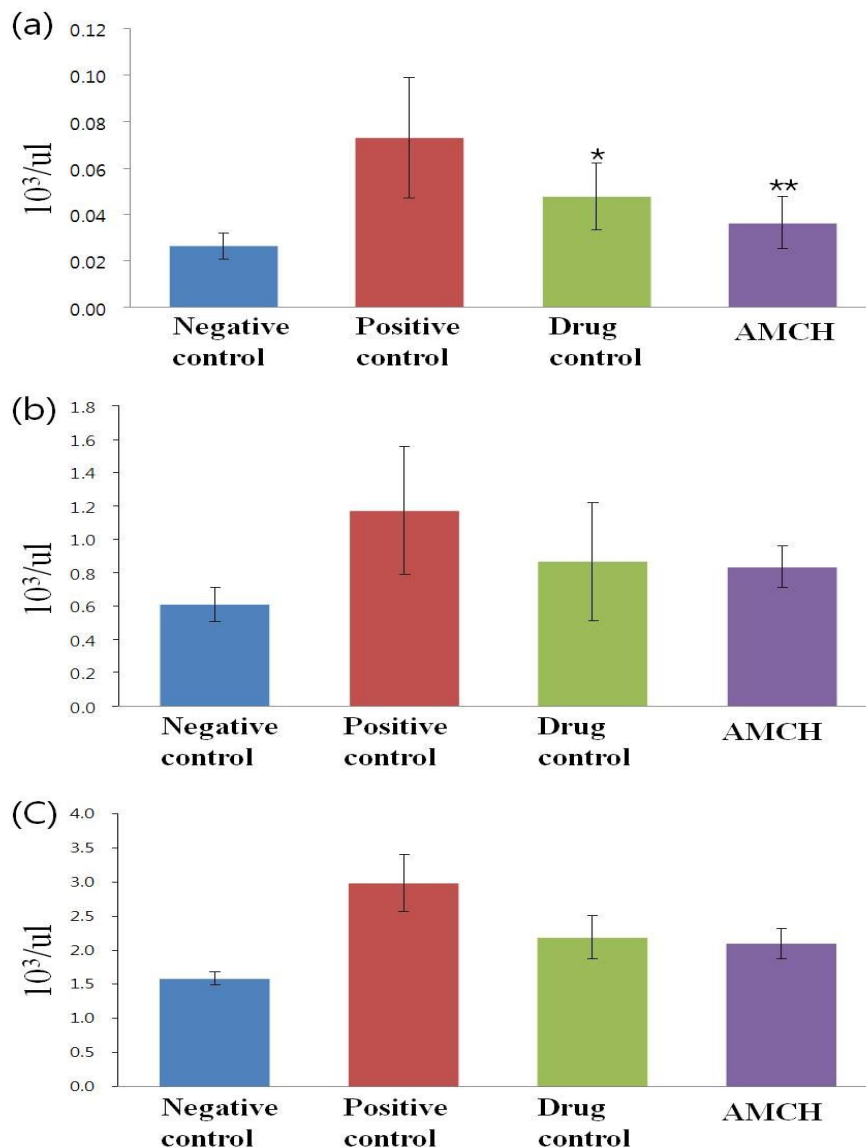 (a)
0.12
0.10
0.08
0.06
0.04
0.02
0.00
10³/ul
*
**
Negative control
Positive control
Drug control
AMCH
(b)
1.8
1.6
1.4
1.2
1.0
0.8
0.6
0.4
0.2
0.0
10³/ul
Negative control
Positive control
Drug control
AMCH
(C)
4.0
3.5
3.0
2.5
2.0
1.5
1.0
0.5
0.0
10³/ul
Negative control
Positive control
Drug control
AMCH